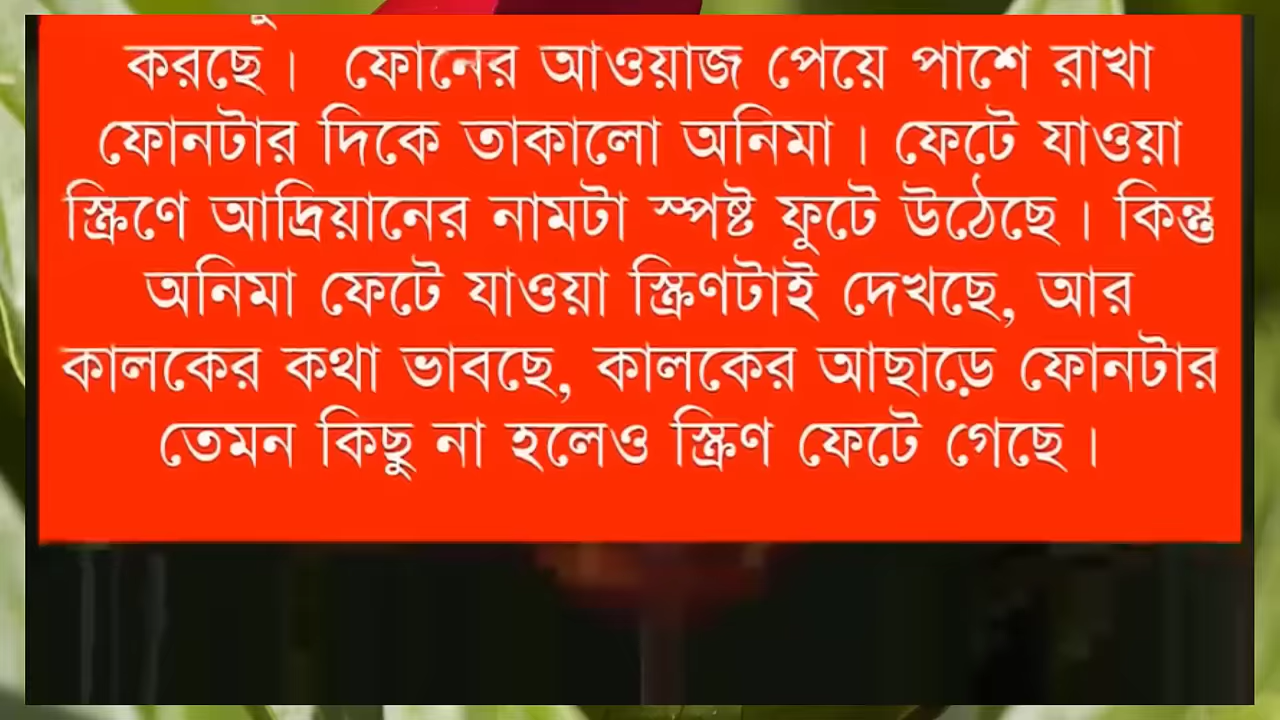 করছে।  ফোনের আওয়াজ পেয়ে পাশে রাখা
ফোনটার দিকে তাকালো অনিমা। ফেটে যাওয়া
স্ক্রিণে আদ্রিয়ানের নামটা স্পষ্ট ফুটে উঠেছে। কিন্তু
অনিমা ফেটে যাওয়া স্ক্রিণটাই দেখছে, আর
কালকের কথা ভাবছে, কালকের আছাড়ে ফোনটার
তেমন কিছু না হলেও স্ক্রিণ ফেটে গেছে।